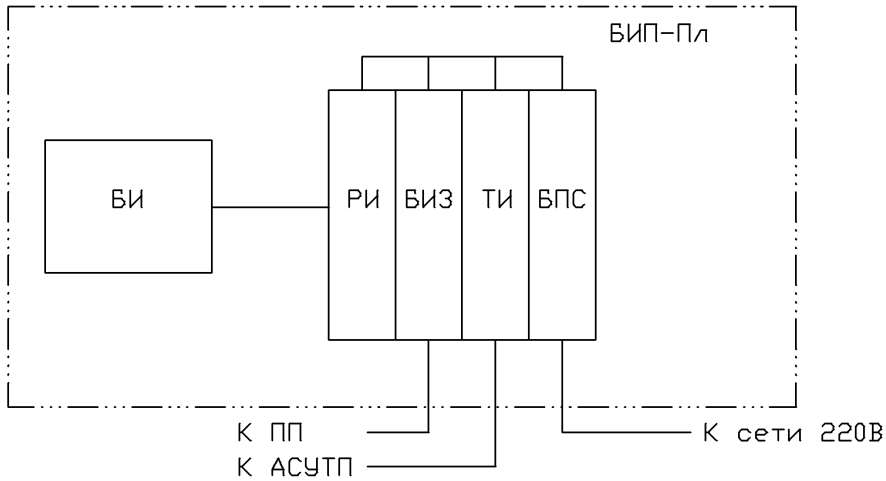 БИП-Пл
БИ
РИ
БИЗ
ТИ
БПС
К ПП
К сети 220В
К АСУТП